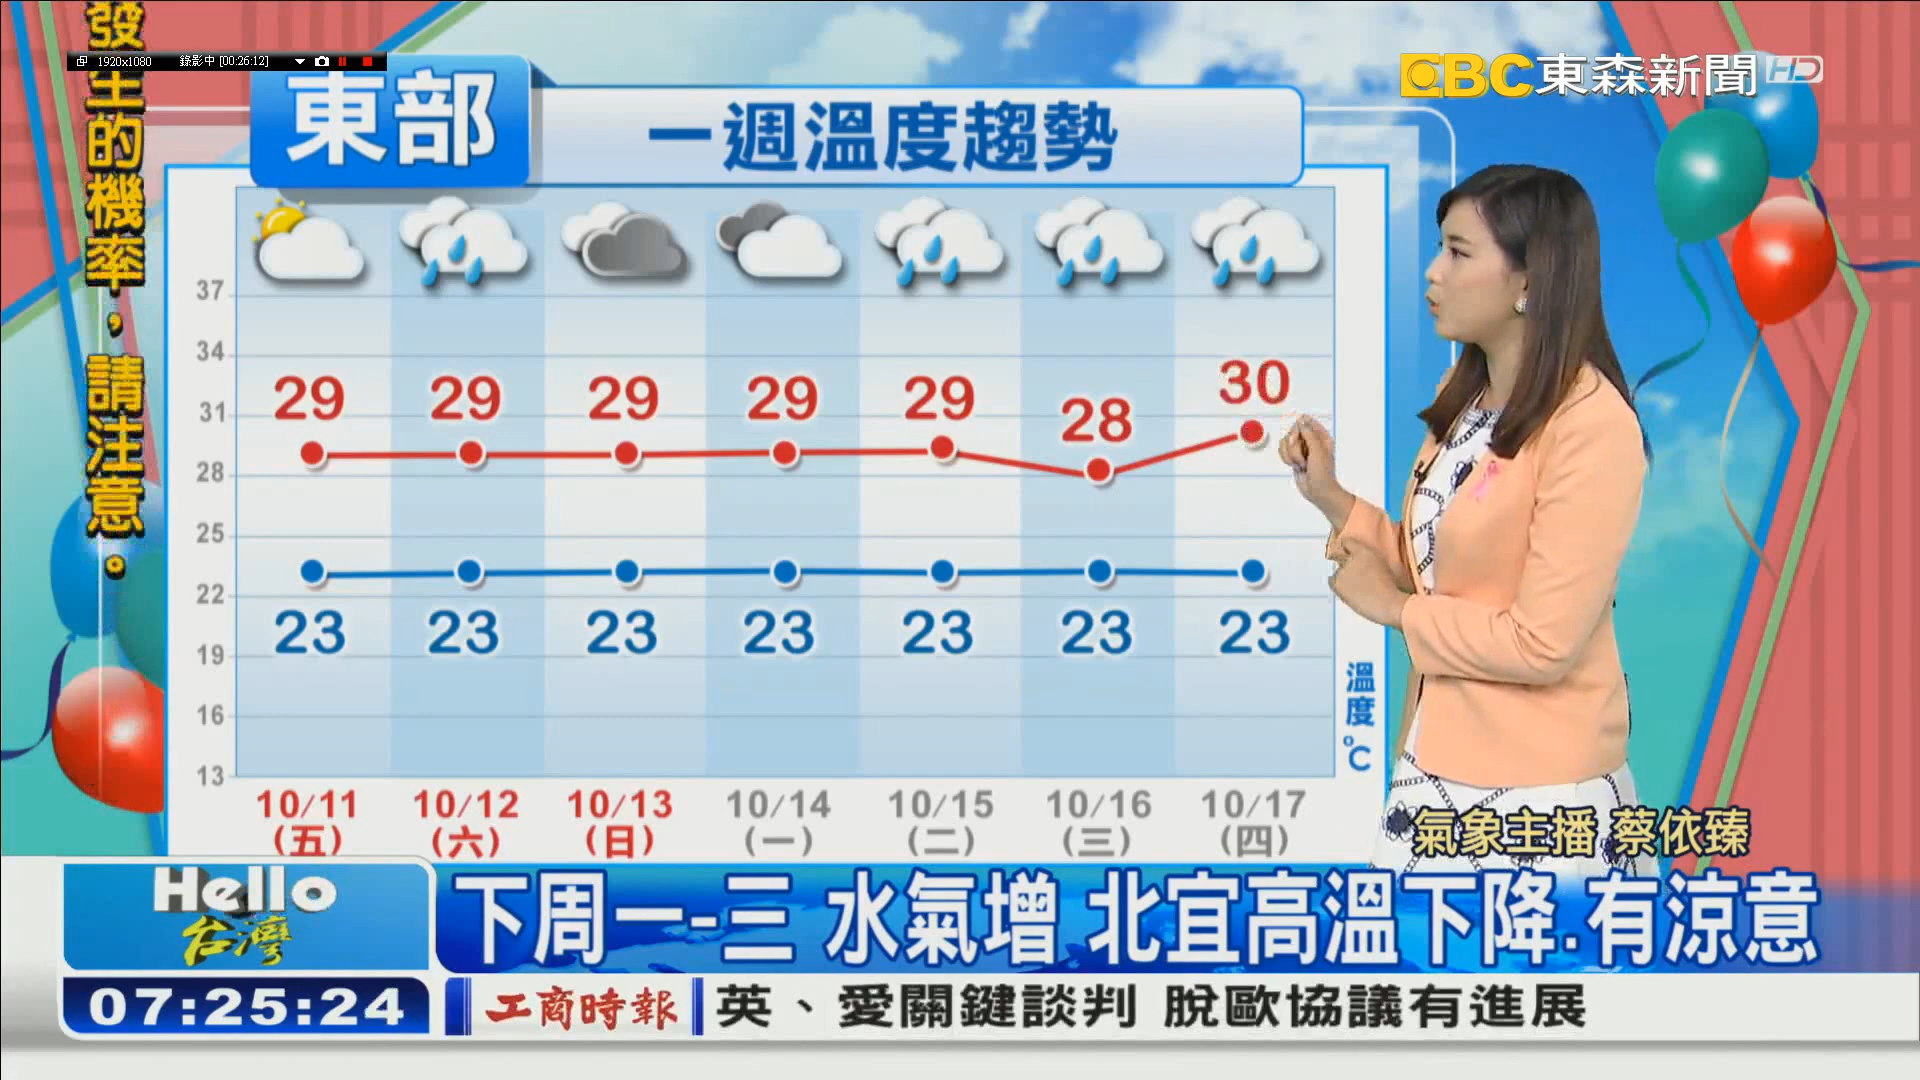 發生的機率，請注意。
1920x1080 錄影中 [00:26:12]
EBC東森新聞HD
東部
一週溫度趨勢
37
34
31
28
25
22
19
16
13
29 29 29 29 29 28 30
23 23 23 23 23 23 23
溫度℃
10/11 10/12 10/13 10/14 10/15 10/16 10/17
(五) (六) (日) (一) (二) (三) (四)
氣象主播 蔡依臻
Hello
台灣
下周一-三 水氣增 北宜高溫下降.有涼意
07:25:24
工商時報 英、愛關鍵談判 脫歐協議有進展